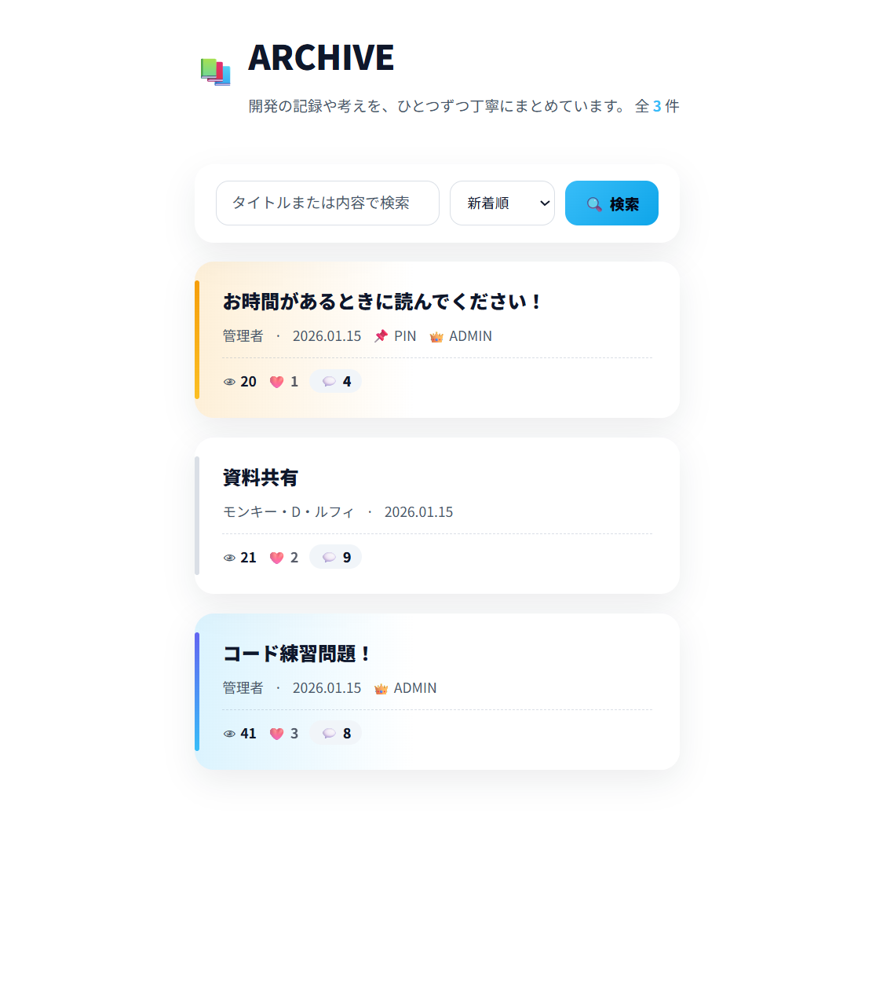 ARCHIVE
開発の記録や考えを、ひとつずつ丁寧にまとめています。 全 3 件
タイトルまたは内容で検索 新着順 検索
お時間があるときに読んでください！
管理者 · 2026.01.15 PIN ADMIN
20 1 4
資料共有
モンキー・D・ルフィ · 2026.01.15
21 2 9
コード練習問題！
管理者 · 2026.01.15 ADMIN
41 3 8